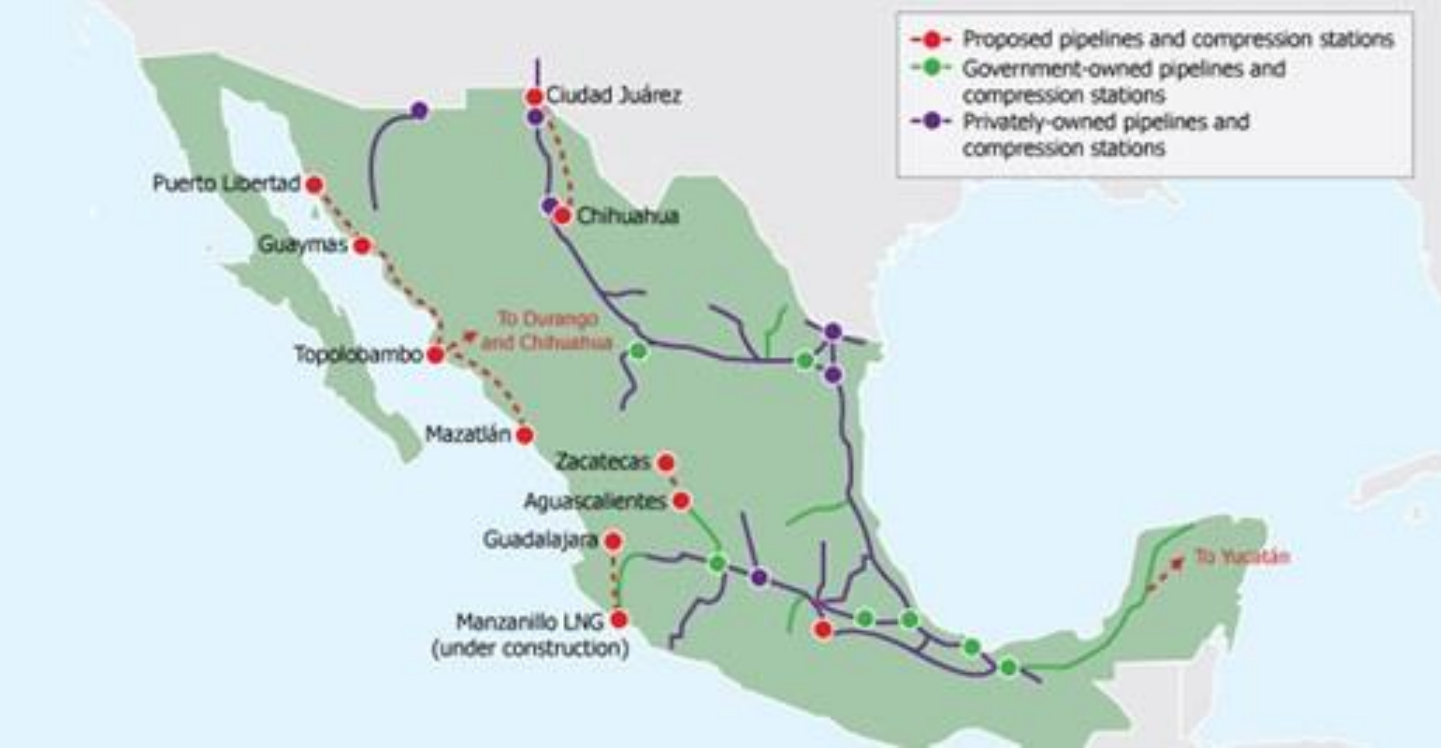 Proposed pipelines and compression stations
Government-owned pipelines and
compression stations
Privately-owned pipelines and
compression stations
Ciudad Juárez
Puerto Libertad
Chihuahua
Guaymas
To Durango
and Chihuahua
Topolobambo
Mazatlán
Zacatecas
Aguascalientes
Guadalajara
To Yucatán
Manzanillo LNG
(under construction)